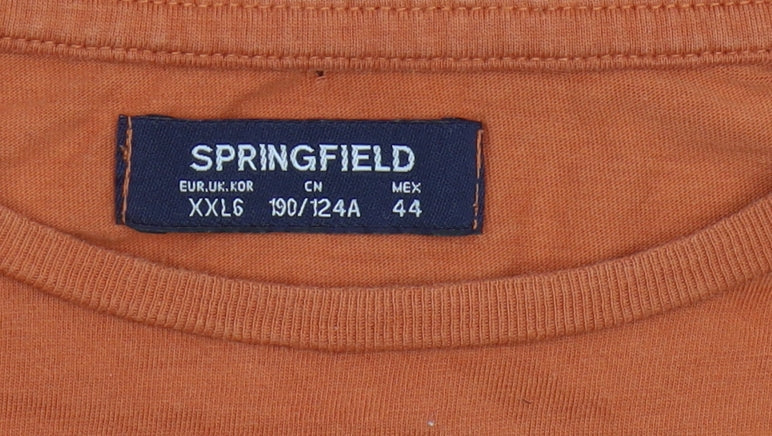 SPRINGFIELD
EUR.UK.KOR CN MEX
XXL6 190/124A 44